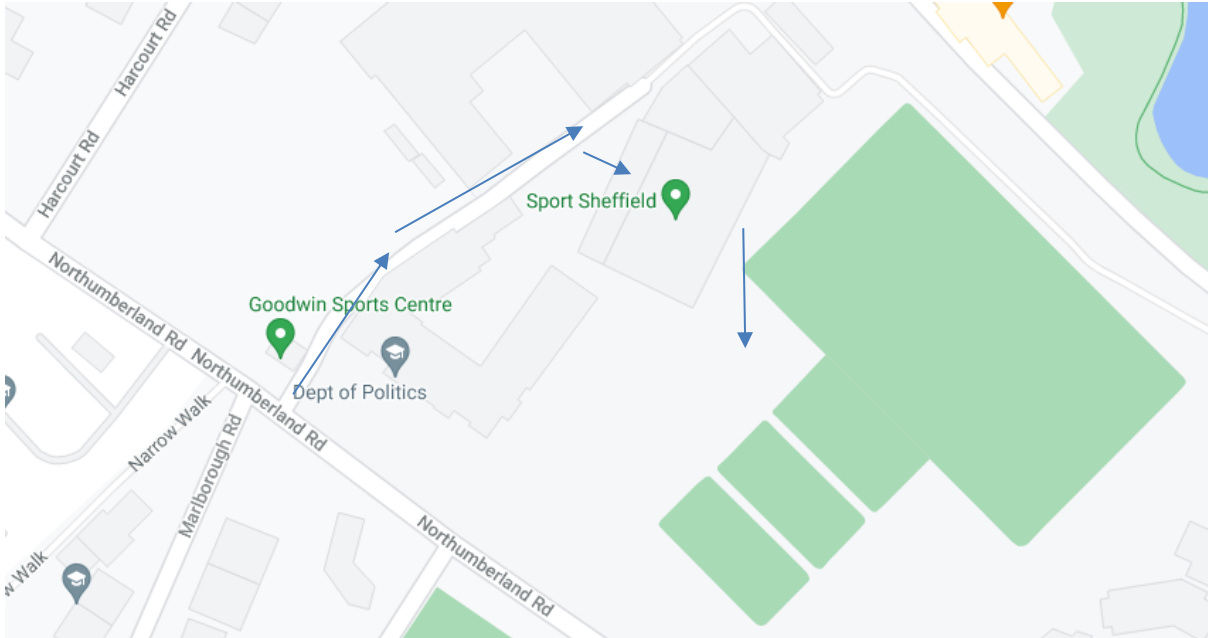 Harcourt Rd
Harcourt Rd
Sport Sheffield
Northumberland Rd
Goodwin Sports Centre
Northumberland Rd
Dept of Politics
Narrow Walk
Marlborough Rd
Northumberland Rd
w Walk